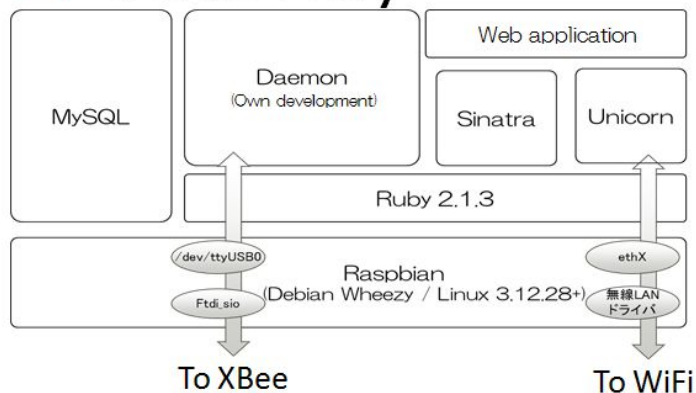 Web application
Daemon
(Own development)
MySQL
Sinatra
Unicorn
Ruby 2.1.3
/dev/ttyUSB0
ethX
Raspbian
(Debian Wheezy / Linux 3.12.28+)
Ftdi_sio
無線LAN
ドライバ
To XBee
To WiFi